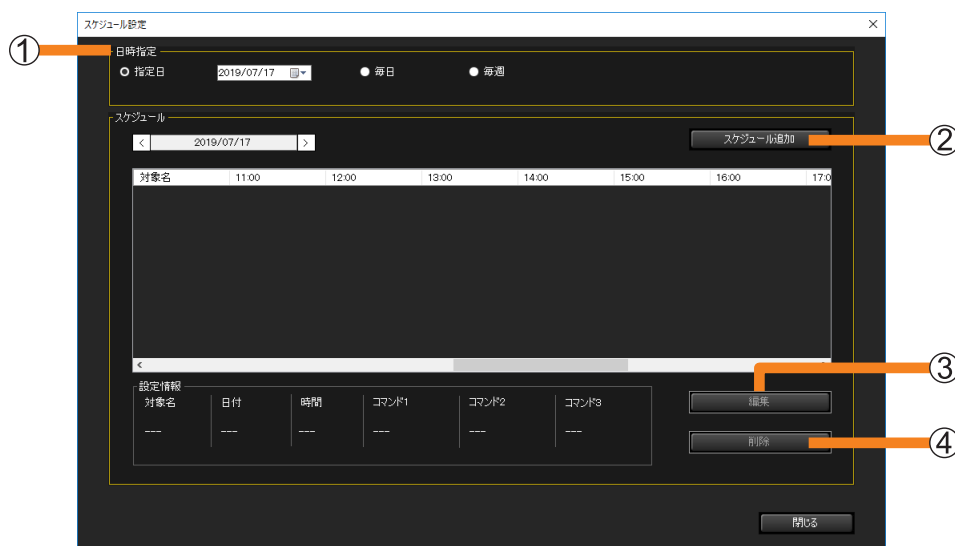 スケジュール設定 ×
① 日時指定
指定日 2019/07/17 毎日 毎週
スケジュール
< 2019/07/17 > スケジュール追加 ②
対象名 11:00 12:00 13:00 14:00 15:00 16:00 17:0
③
設定情報
対象名 日付 時間 コマンド1 コマンド2 コマンド3 編集
--- --- --- --- --- ---
削除 ④
閉じる